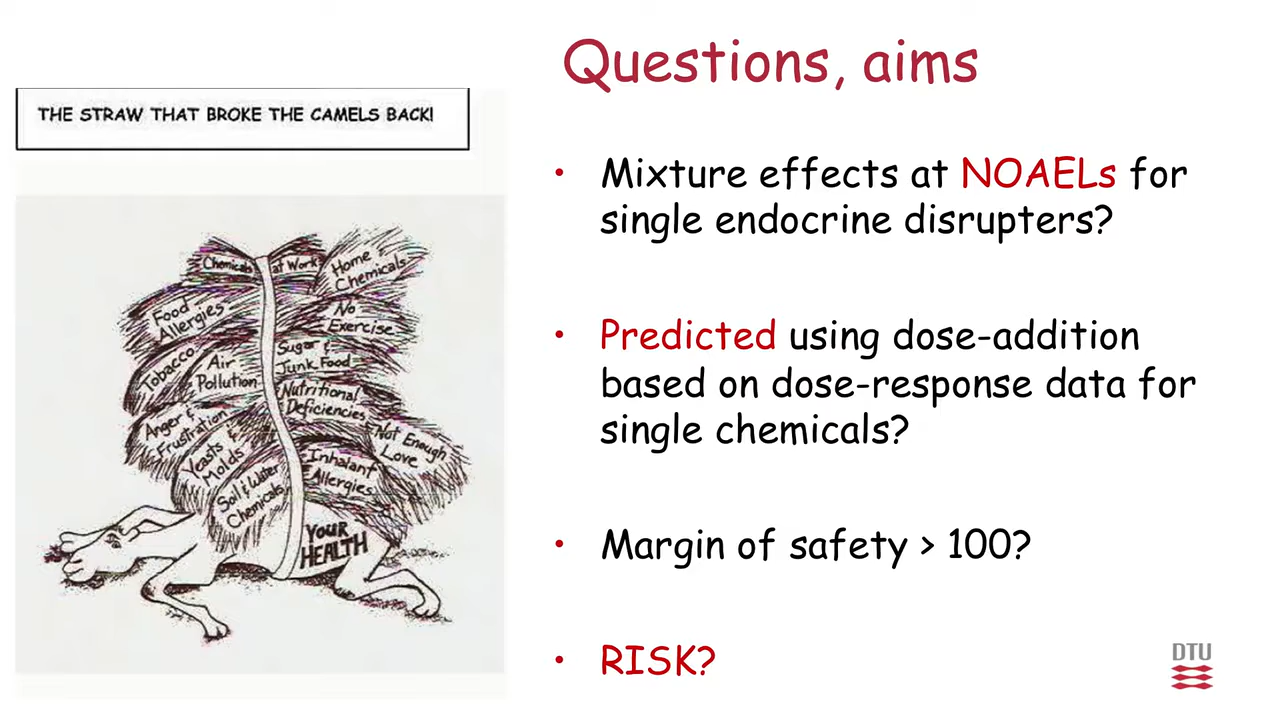 Questions, aims
THE STRAW THAT BROKE THE CAMELS BACK!
Chemicals at Work
Home
Chemicals
Food
Allergies
No
Exercise
Tobacco
Air
Pollution
Sugar &
Junk Food
Nutritional
Deficiencies
Anger &
Frustration
Not Enough
Love
Yeasts &
Molds
Inhalant
Allergies
Soil & Water
Chemicals
YOUR
HEALTH
• Mixture effects at NOAELs for
single endocrine disrupters?
• Predicted using dose-addition
based on dose-response data for
single chemicals?
• Margin of safety > 100?
• RISK?
DTU